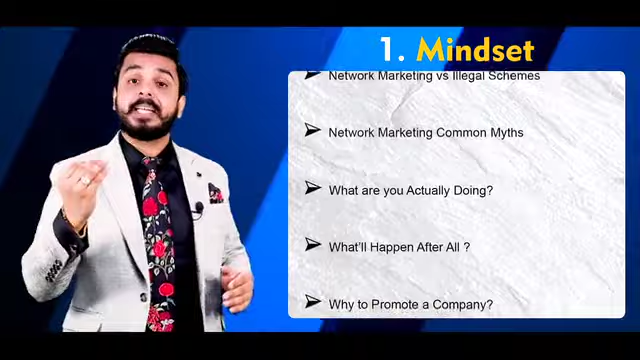 1. Mindset
Network Marketing vs Illegal Schemes
Network Marketing Common Myths
What are you Actually Doing?
What'll Happen After All ?
Why to Promote a Company?